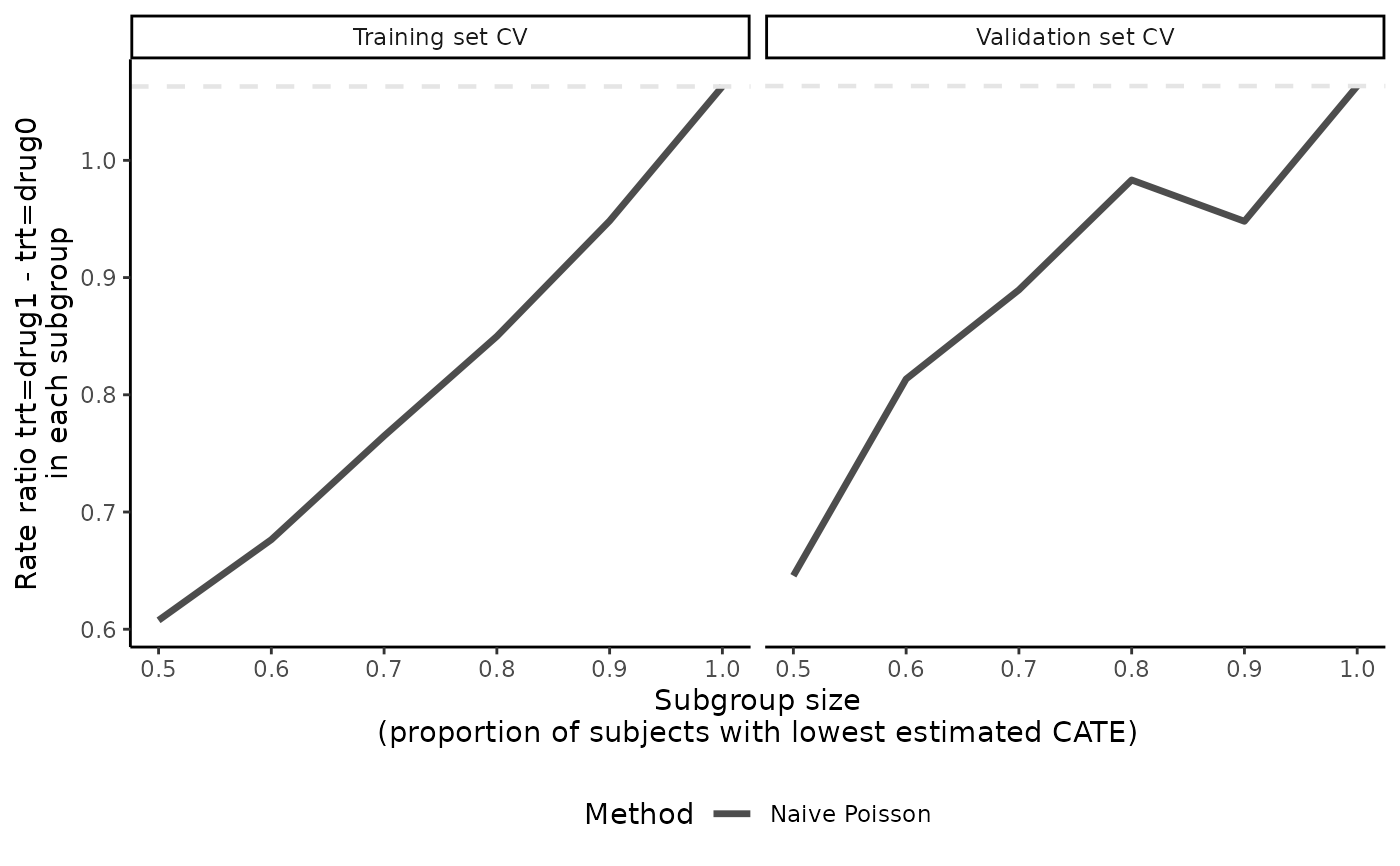 Training set CV
Validation set CV
Rate ratio trt=drug1 - trt=drug0
in each subgroup
1.0
0.9
0.8
0.7
0.6
0.5 0.6 0.7 0.8 0.9 1.0
0.5 0.6 0.7 0.8 0.9 1.0
Subgroup size
(proportion of subjects with lowest estimated CATE)
Method Naive Poisson